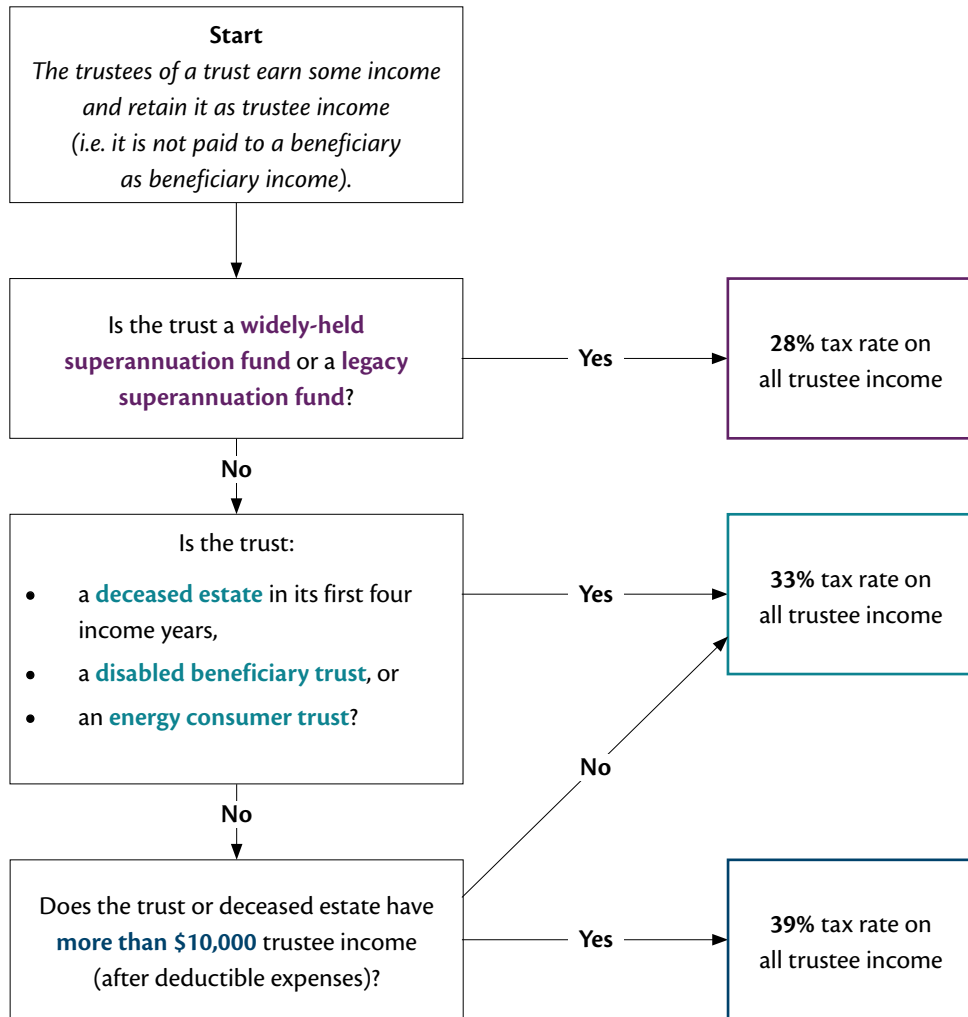 Start
The trustees of a trust earn some income
and retain it as trustee income
(i.e. it is not paid to a beneficiary
as beneficiary income).
Is the trust a widely-held
superannuation fund or a legacy
superannuation fund?
Yes
28% tax rate on
all trustee income
No
Is the trust:
• a deceased estate in its first four
income years,
• a disabled beneficiary trust, or
• an energy consumer trust?
Yes
33% tax rate on
all trustee income
No
No
Does the trust or deceased estate have
more than $10,000 trustee income
(after deductible expenses)?
Yes
39% tax rate on
all trustee income